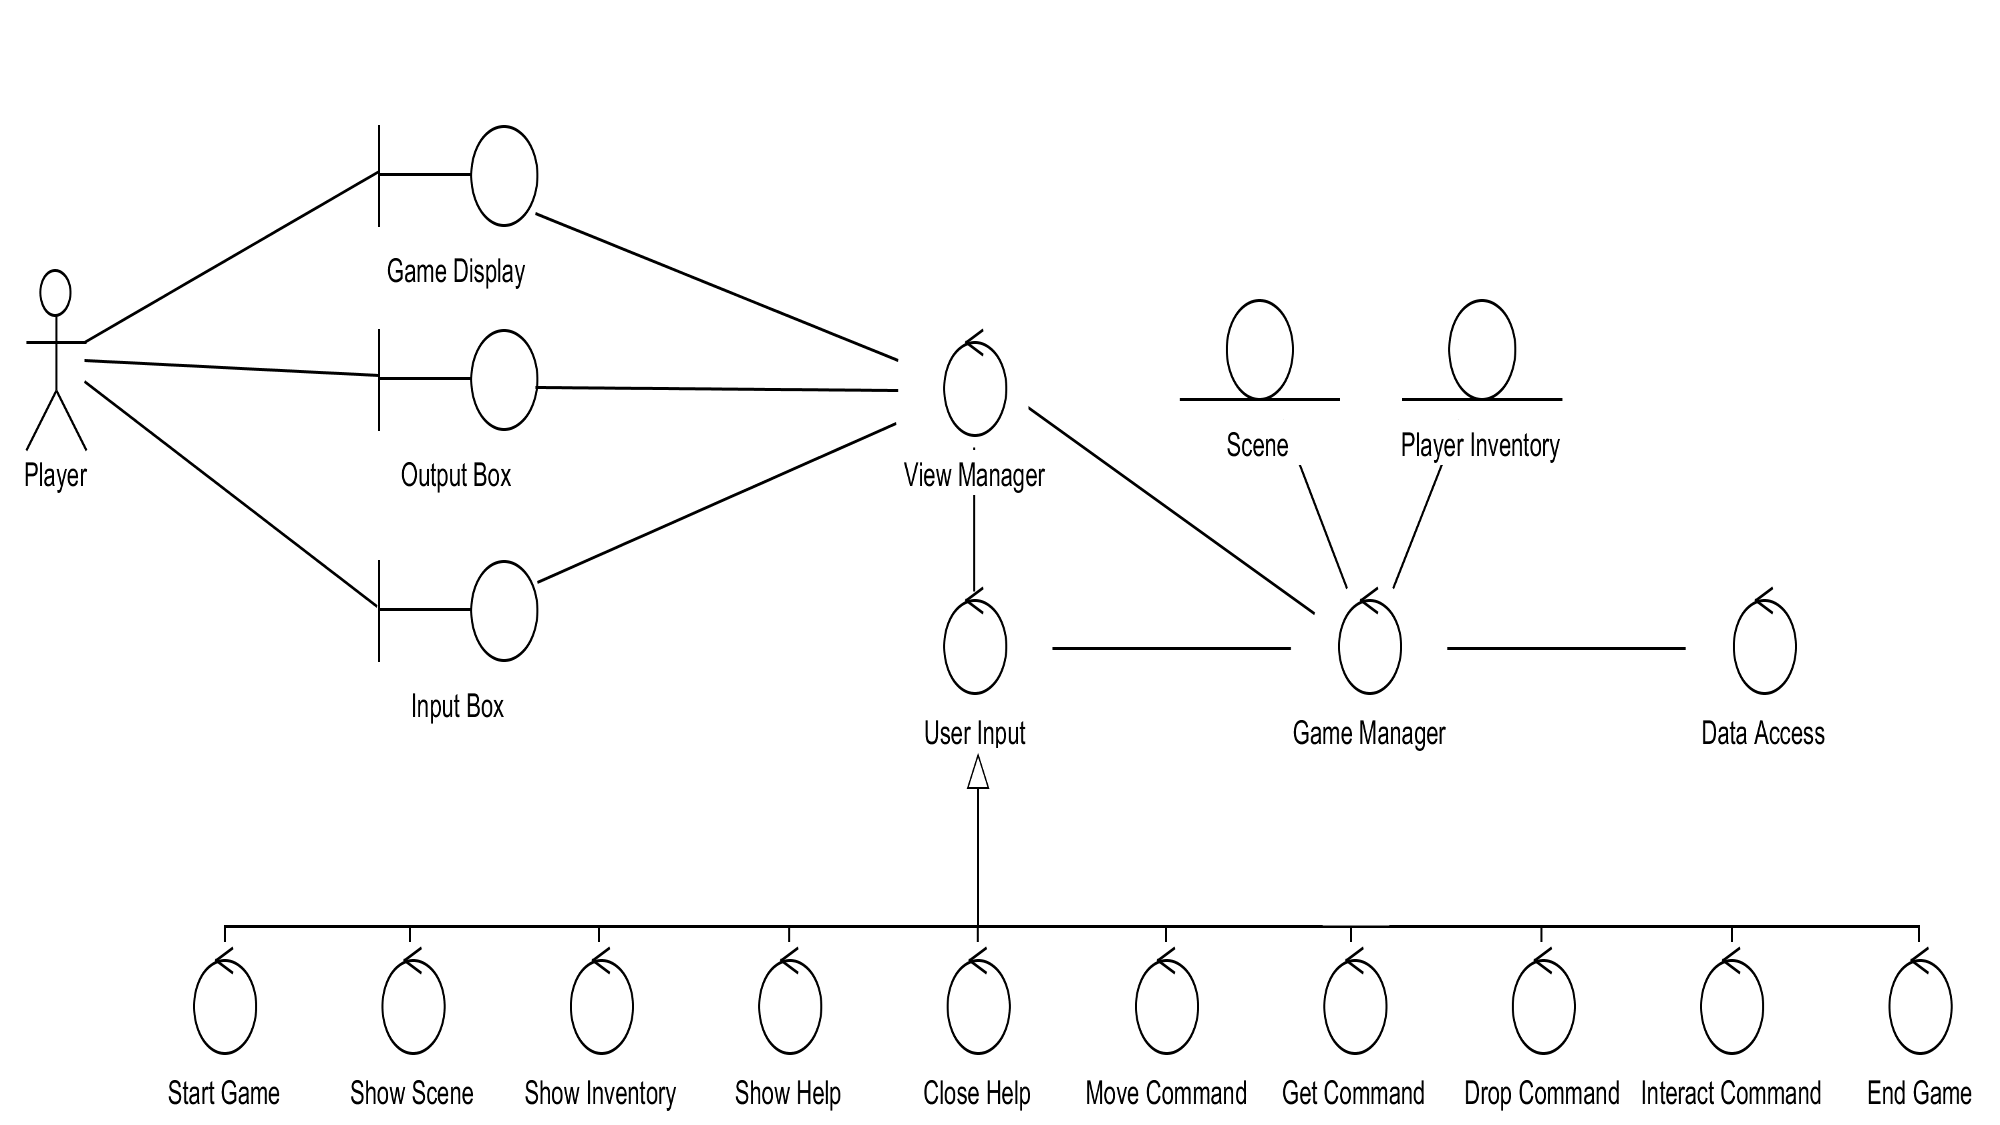 Game Display
Player
Output Box
View Manager
Scene
Player Inventory
Input Box
User Input
Game Manager
Data Access
Start Game
Show Scene
Show Inventory
Show Help
Close Help
Move Command
Get Command
Drop Command
Interact Command
End Game